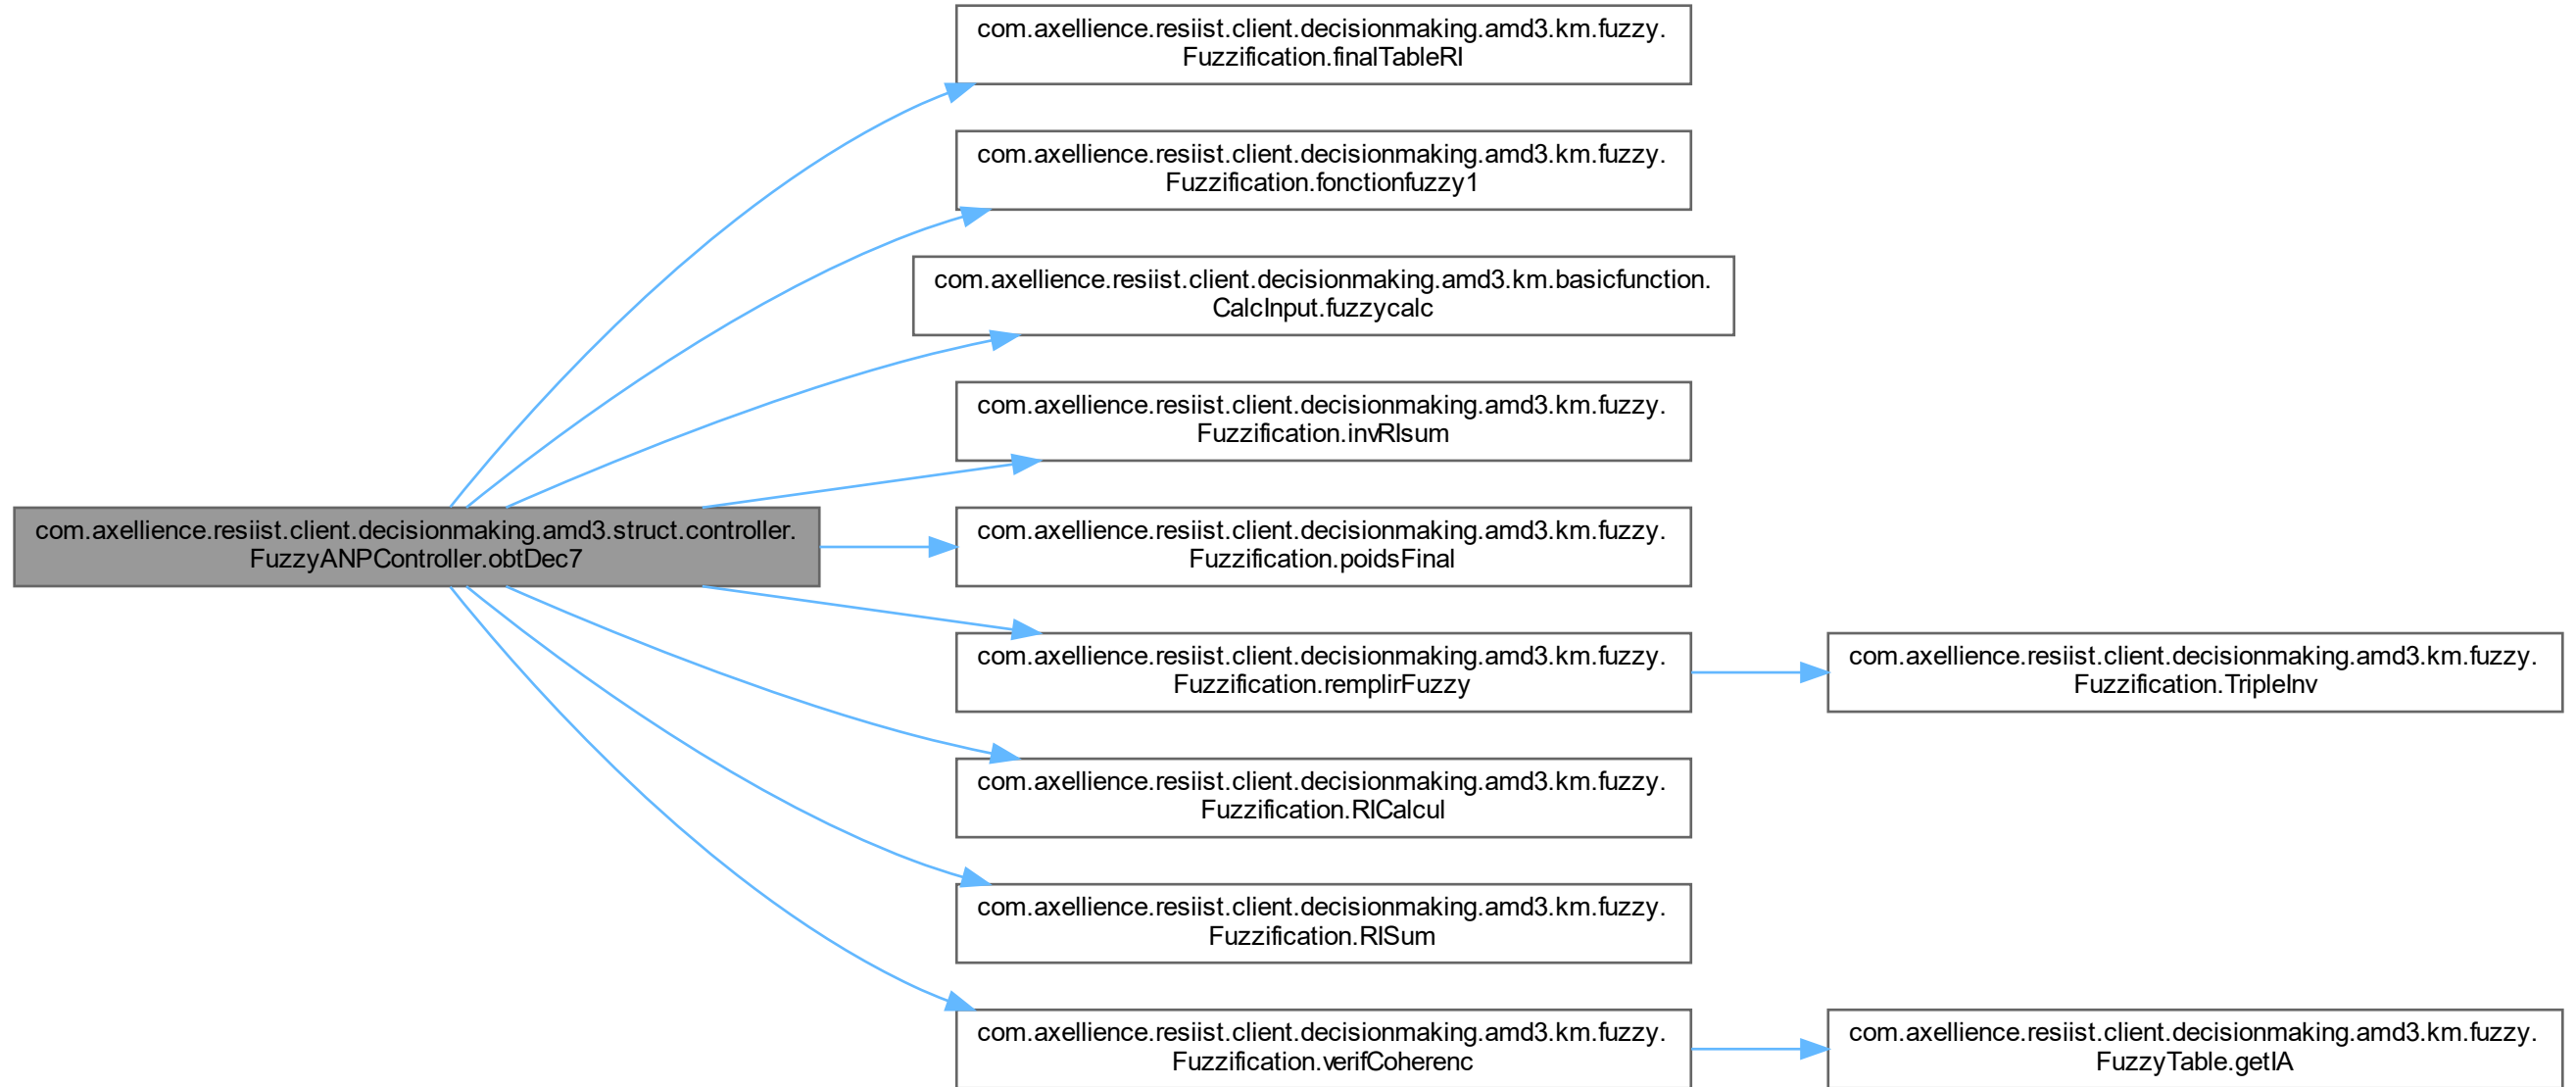 com.axellience.resiist.client.decisionmaking.amd3.km.fuzzy.
Fuzzification.finalTableRI
com.axellience.resiist.client.decisionmaking.amd3.km.fuzzy.
Fuzzification.fonctionfuzzy1
com.axellience.resiist.client.decisionmaking.amd3.km.basicfunction.
CalcInput.fuzzycalc
com.axellience.resiist.client.decisionmaking.amd3.km.fuzzy.
Fuzzification.invRIsum
com.axellience.resiist.client.decisionmaking.amd3.struct.controller.
FuzzyANPController.obtDec7
com.axellience.resiist.client.decisionmaking.amd3.km.fuzzy.
Fuzzification.poidsFinal
com.axellience.resiist.client.decisionmaking.amd3.km.fuzzy.
Fuzzification.remplirFuzzy
com.axellience.resiist.client.decisionmaking.amd3.km.fuzzy.
Fuzzification.TripleInv
com.axellience.resiist.client.decisionmaking.amd3.km.fuzzy.
Fuzzification.RICalcul
com.axellience.resiist.client.decisionmaking.amd3.km.fuzzy.
Fuzzification.RISum
com.axellience.resiist.client.decisionmaking.amd3.km.fuzzy.
Fuzzification.verifCoherenc
com.axellience.resiist.client.decisionmaking.amd3.km.fuzzy.
FuzzyTable.getIA